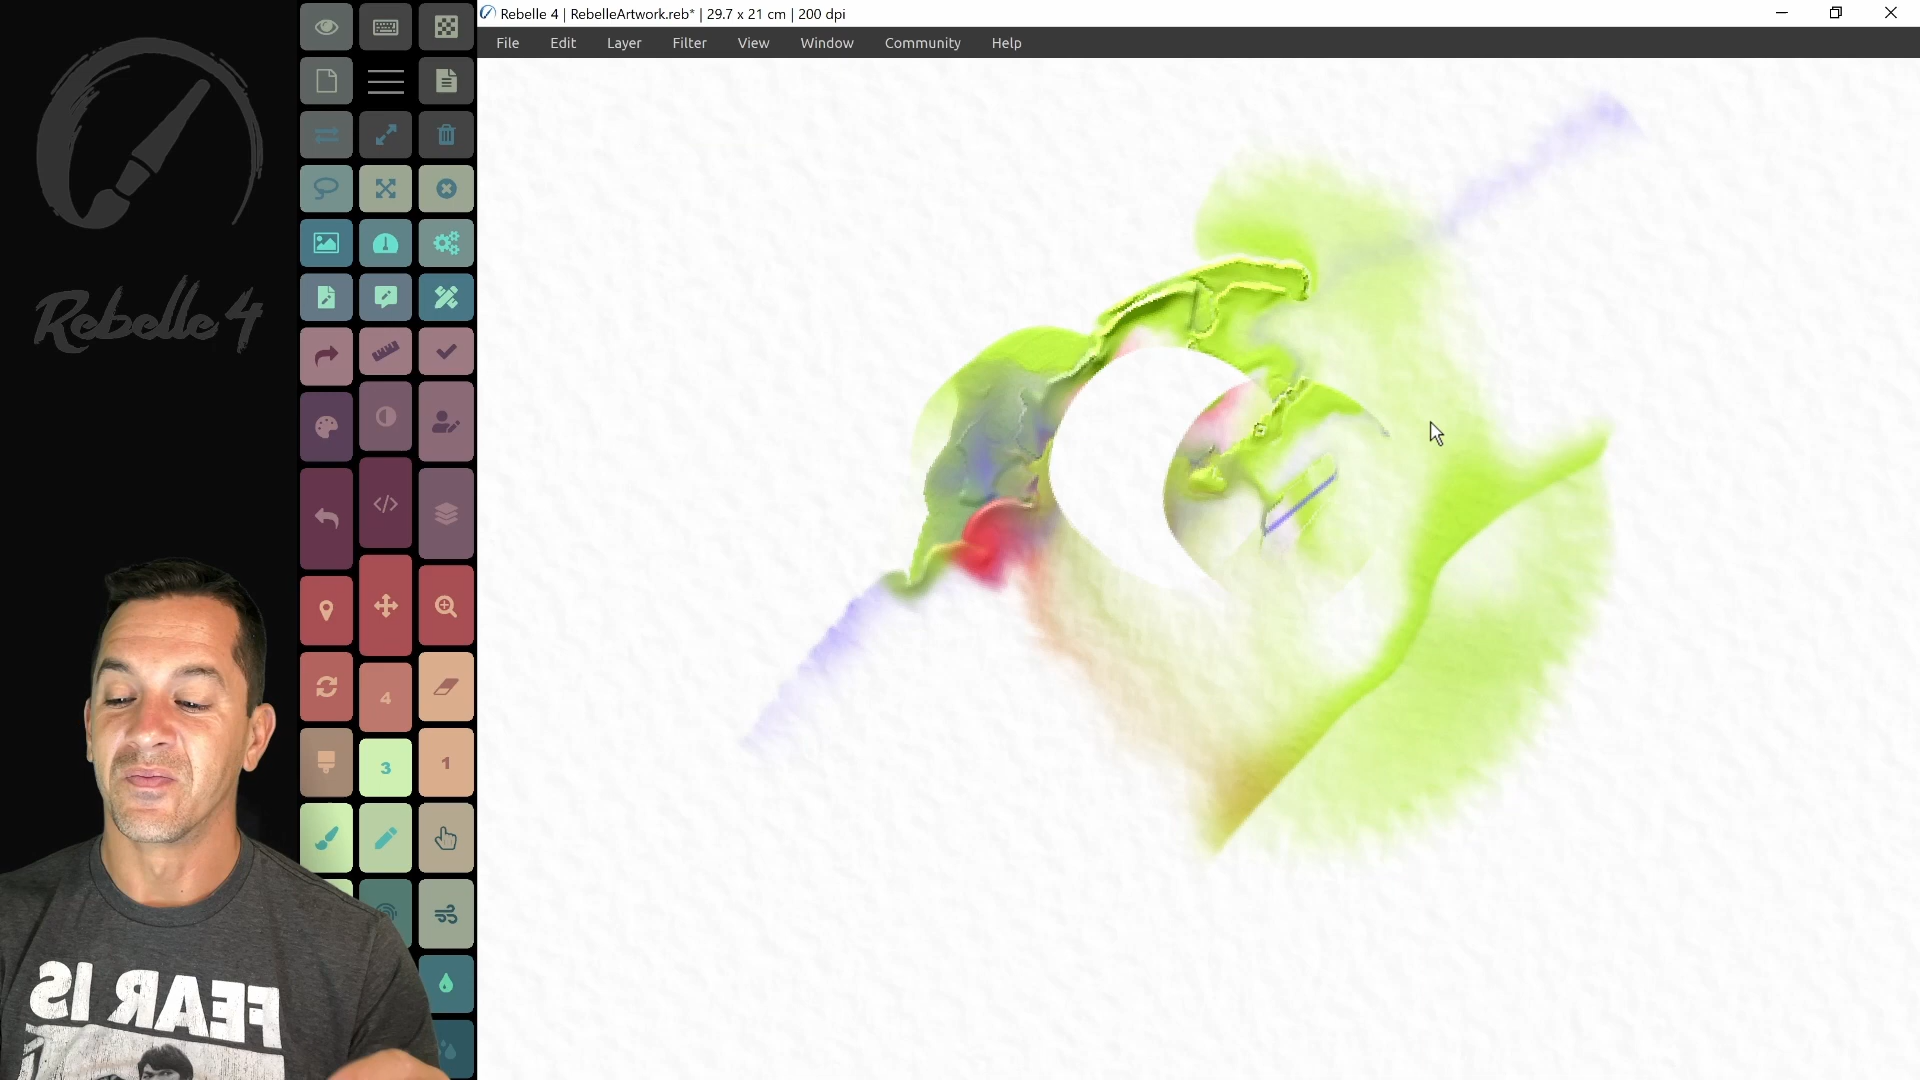 Rebelle 4 | RebelleArtwork.reb* | 29.7 x 21 cm | 200 dpi
File Edit Layer Filter View Window Community Help
Rebelle 4
4
3
1
FEAR IS